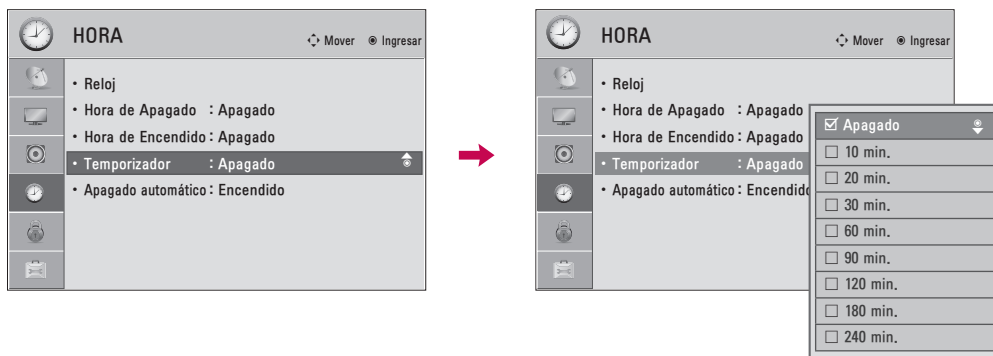 HORA
Mover Ingresar
• Reloj
• Hora de Apagado : Apagado
• Hora de Encendido : Apagado
• Temporizador : Apagado
• Apagado automático : Encendido
HORA
Mover Ingresar
• Reloj
• Hora de Apagado : Apagado
• Hora de Encendido : Apagado
• Temporizador : Apagado
• Apagado automático : Encendido
☑ Apagado
☐ 10 min.
☐ 20 min.
☐ 30 min.
☐ 60 min.
☐ 90 min.
☐ 120 min.
☐ 180 min.
☐ 240 min.